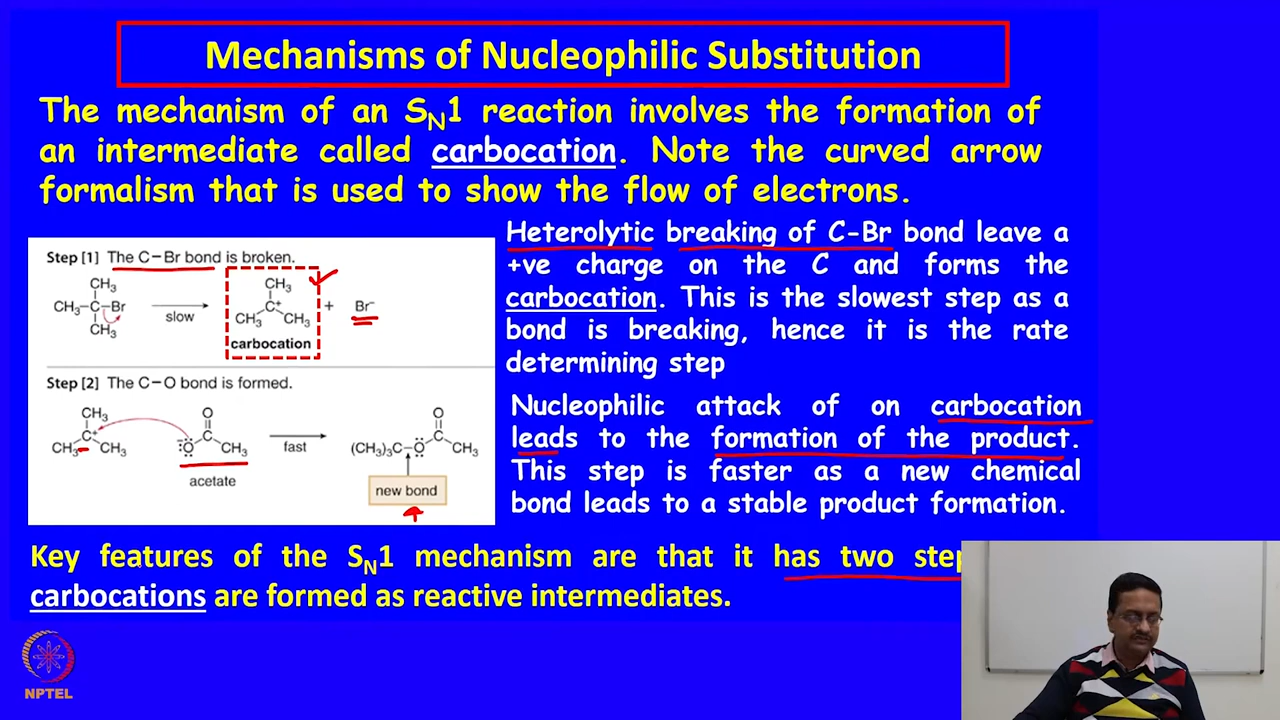 Mechanisms of Nucleophilic Substitution
The mechanism of an SN1 reaction involves the formation of
an intermediate called carbocation. Note the curved arrow
formalism that is used to show the flow of electrons.
Step [1] The C–Br bond is broken.
CH3
CH3–C–Br
CH3
slow
CH3
C+
CH3 CH3
carbocation
+ Br–
Heterolytic breaking of C-Br bond leave a
+ve charge on the C and forms the
carbocation. This is the slowest step as a
bond is breaking, hence it is the rate
determining step
Step [2] The C–O bond is formed.
CH3
C+
CH3 CH3
O
–:Ö C CH3
acetate
fast
O
(CH3)3C–Ö C CH3
new bond
Nucleophilic attack of on carbocation
leads to the formation of the product.
This step is faster as a new chemical
bond leads to a stable product formation.
Key features of the SN1 mechanism are that it has two
carbocations are formed as reactive intermediates.
NPTEL